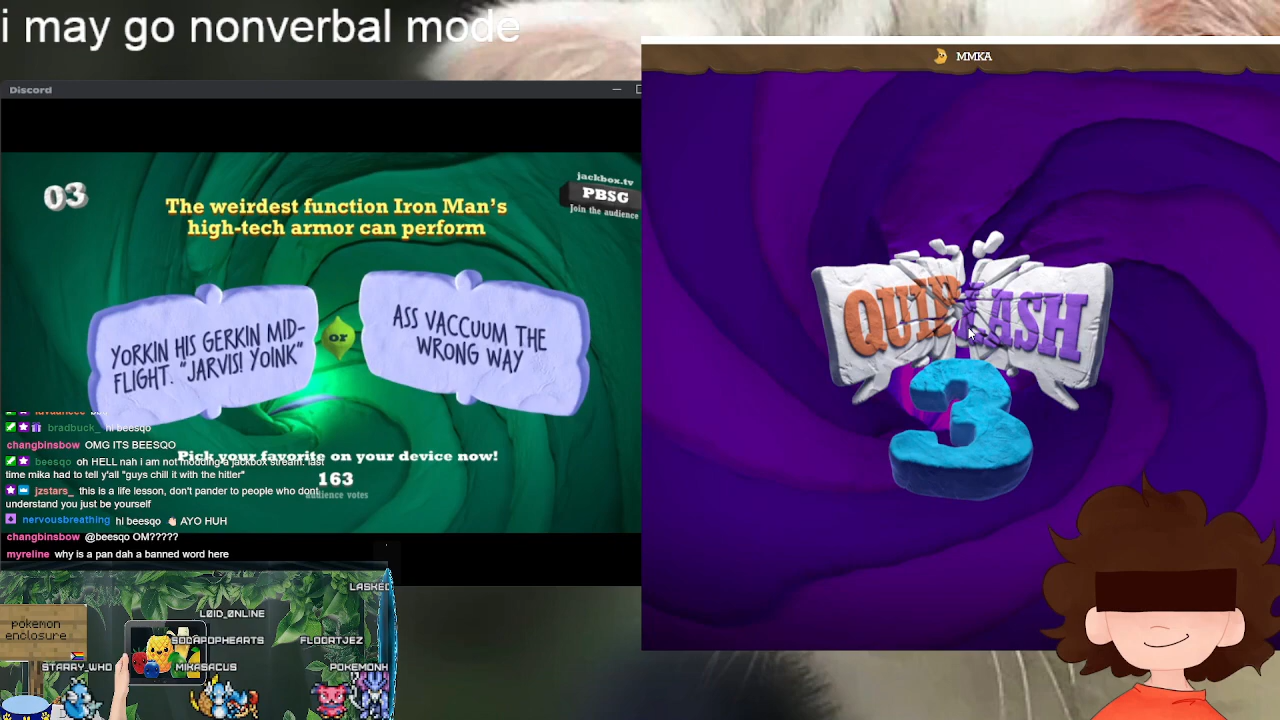 i may go nonverbal mode
MMKA
Discord
03
The weirdest function Iron Man's
high-tech armor can perform
jackbox.tv
PBSG
Join the audience
YORKIN HIS GERKIN MID-
FLIGHT. "JARVIS! YOINK"
or
ASS VACCUUM THE
WRONG WAY
QUIPLASH
3
Pick your favorite on your device now!
163
audience votes
bradbuck_ hi beesqo
changbinsbow OMG ITS BEESQO
beesqo oh HELL nah i am not modding a jackbox stream. last
time mika had to tell y'all "guys chill it with the hitler"
jzstars_ this is a life lesson, don't pander to people who dont
understand you just be yourself
nervousbreathing hi beesqo 👋🏻 AYO HUH
changbinsbow @beesqo OM?????
myreline why is a pan dah a banned word here
LASKED
L0ID_0NLINE
pokemon
enclosure
SODAPOPHEARTS
FLOORTJEZ
STARRY_WHO
MIKASACUS
POKEMONH